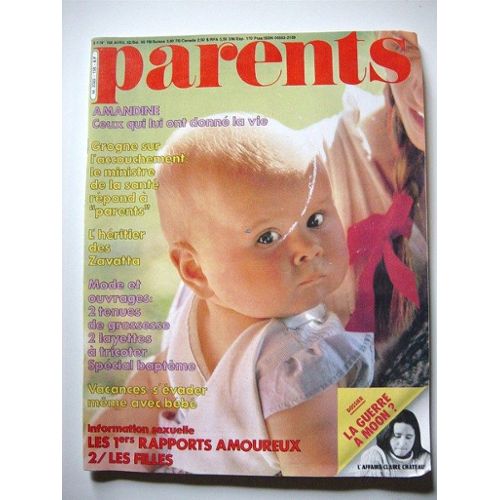 parents
AMANDINE
Ceux qui lui ont donné la vie
Grogne sur
l'accouchement
le ministre
de la santé
répond à
"parents"
L'héritier
des
Zavatta
Mode et
ouvrages:
2 tenues
de grossesse
2 layettes
à tricoter
Spécial baptême
Vacances: s'évader
même avec bébé
Information sexuelle
LES 1ers RAPPORTS AMOUREUX
2/ LES FILLES
DOSSIER
LA GUERRE
A MOON ?
L'AFFAIRE CLAIRE CHATEAU